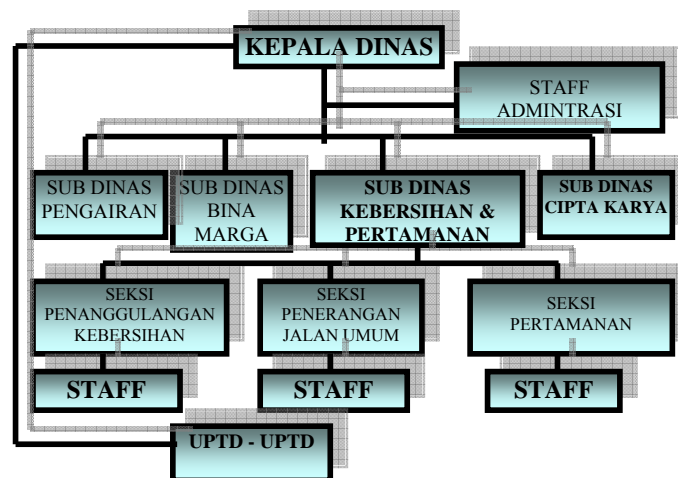 KEPALA DINAS
STAFF
ADMINTRASI
SUB DINAS
PENGAIRAN
SUB DINAS
BINA
MARGA
SUB DINAS
KEBERSIHAN &
PERTAMANAN
SUB DINAS
CIPTA KARYA
SEKSI
PENANGGULANGAN
KEBERSIHAN
SEKSI
PENERANGAN
JALAN UMUM
SEKSI
PERTAMANAN
STAFF
STAFF
STAFF
UPTD - UPTD